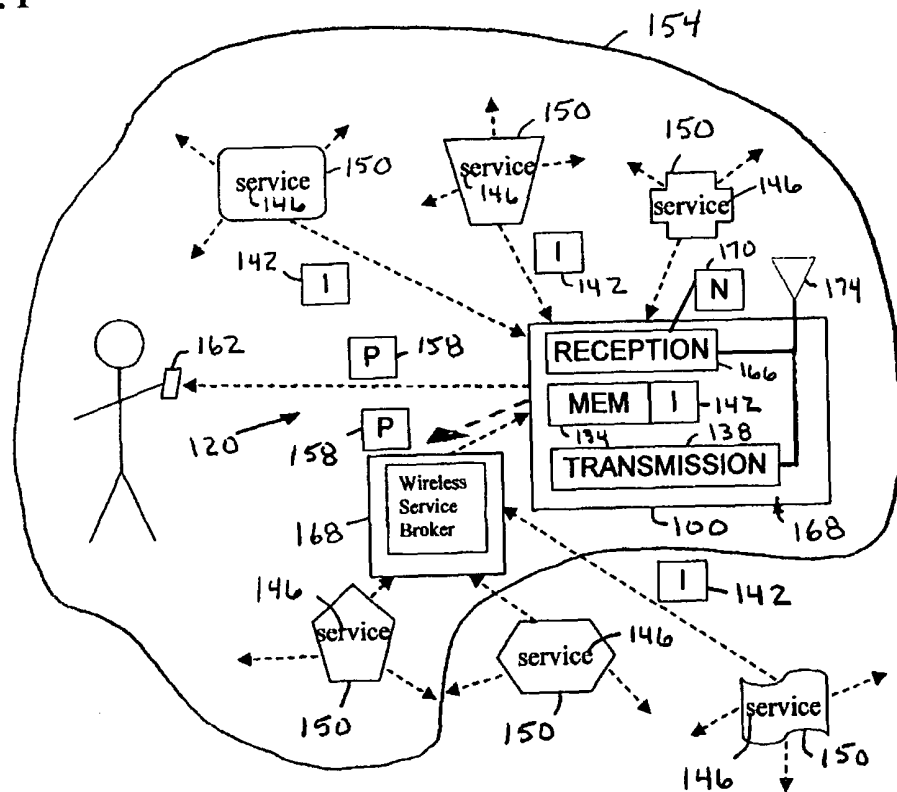 . 1
154
150
service
146
150
service
146
150
service
146
142
I
I
142
170
N
174
162
P
158
RECEPTION
166
MEM
I
142
134
138
TRANSMISSION
120
158
P
100
168
168
Wireless
Service
Broker
I
142
146
service
150
service
146
150
service
146
150